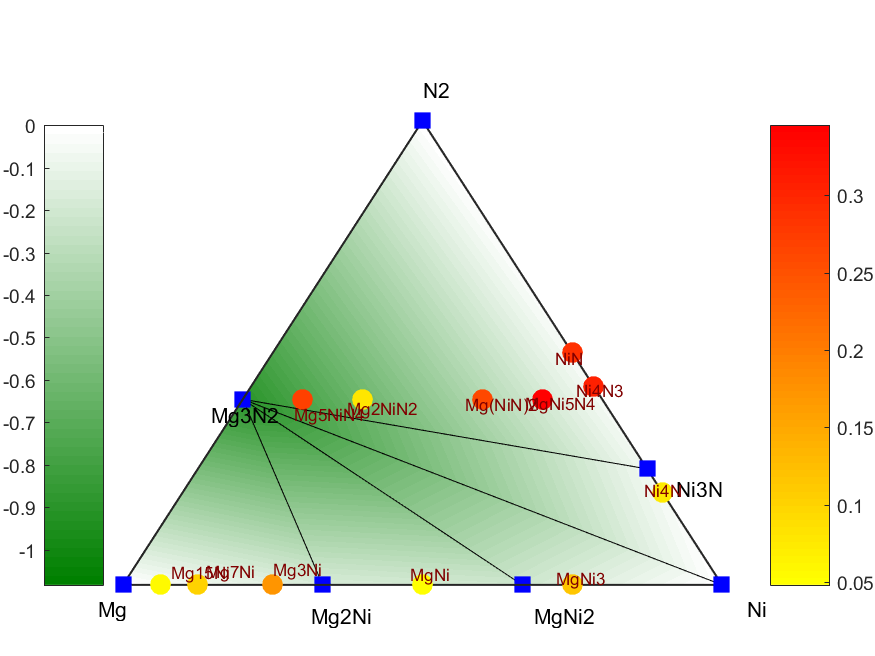 N2
0
-0.1
-0.2
-0.3
-0.4
-0.5
-0.6
-0.7
-0.8
-0.9
-1
0.3
0.25
0.2
0.15
0.1
0.05
NiN
Ni4N3
Mg3N2
Mg5NiN4
Mg2NiN2
Mg(NiN)2
MgNi5N4
Ni4N
Ni3N
Mg15Ni
Mg7Ni
Mg3Ni
MgNi
MgNi3
Mg
Mg2Ni
MgNi2
Ni